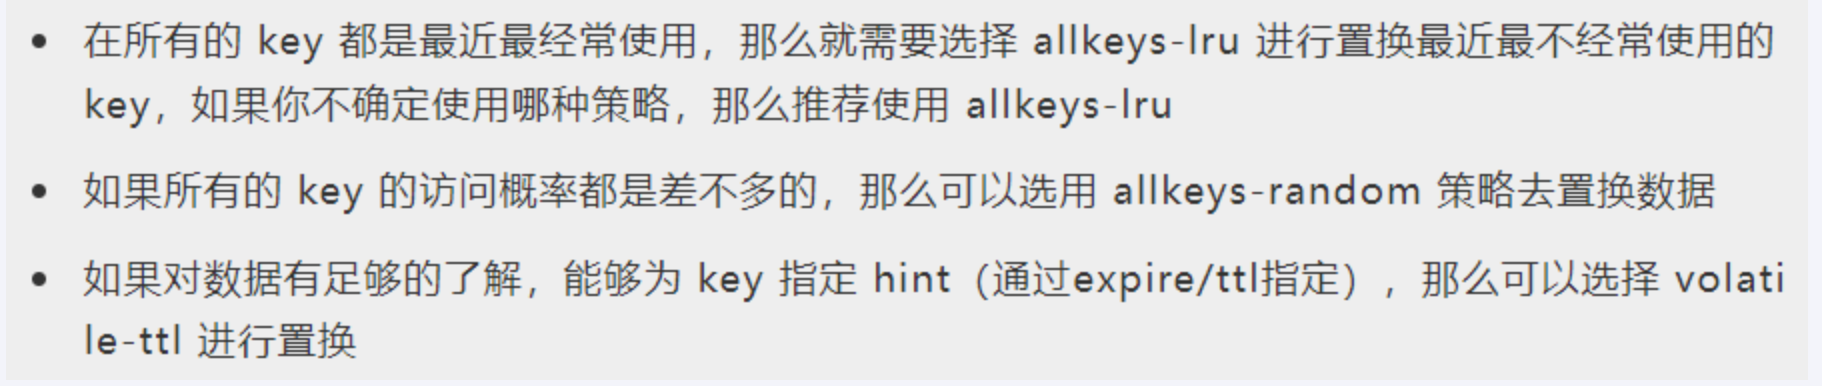 在所有的 key 都是最近最经常使用，那么就需要选择 allkeys-lru 进行置换最近最不经常使用的
key，如果你不确定使用哪种策略，那么推荐使用 allkeys-lru
如果所有的 key 的访问概率都是差不多的，那么可以选用 allkeys-random 策略去置换数据
如果对数据有足够的了解，能够为 key 指定 hint（通过expire/ttl指定），那么可以选择 volati
le-ttl 进行置换